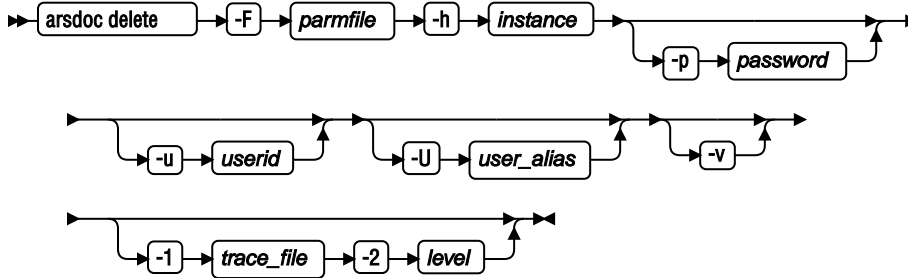 arsdoc delete -F parmfile -h instance
-p password
-u userid -U user_alias -v
-1 trace_file -2 level